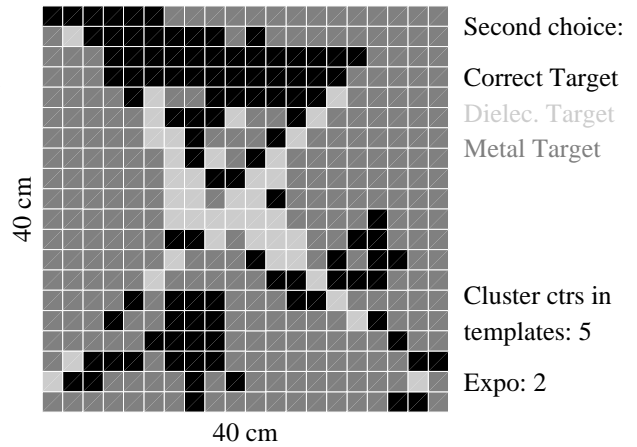 Second choice:
Correct Target
Dielec. Target
Metal Target
40 cm
Cluster ctrs in
templates: 5
Expo: 2
40 cm